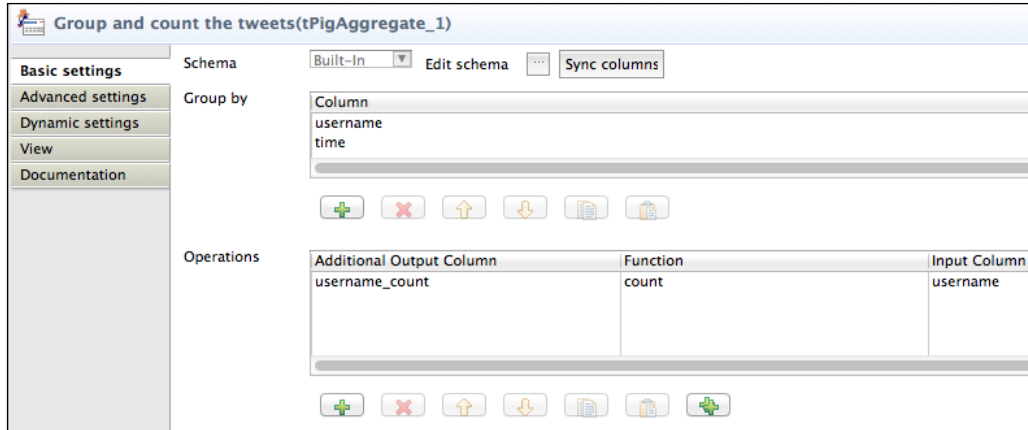 Group and count the tweets(tPigAggregate_1)
Basic settings
Advanced settings
Dynamic settings
View
Documentation
Schema Built-In Edit schema ... Sync columns
Group by
Column
username
time
Operations
Additional Output Column Function Input Column
username_count count username